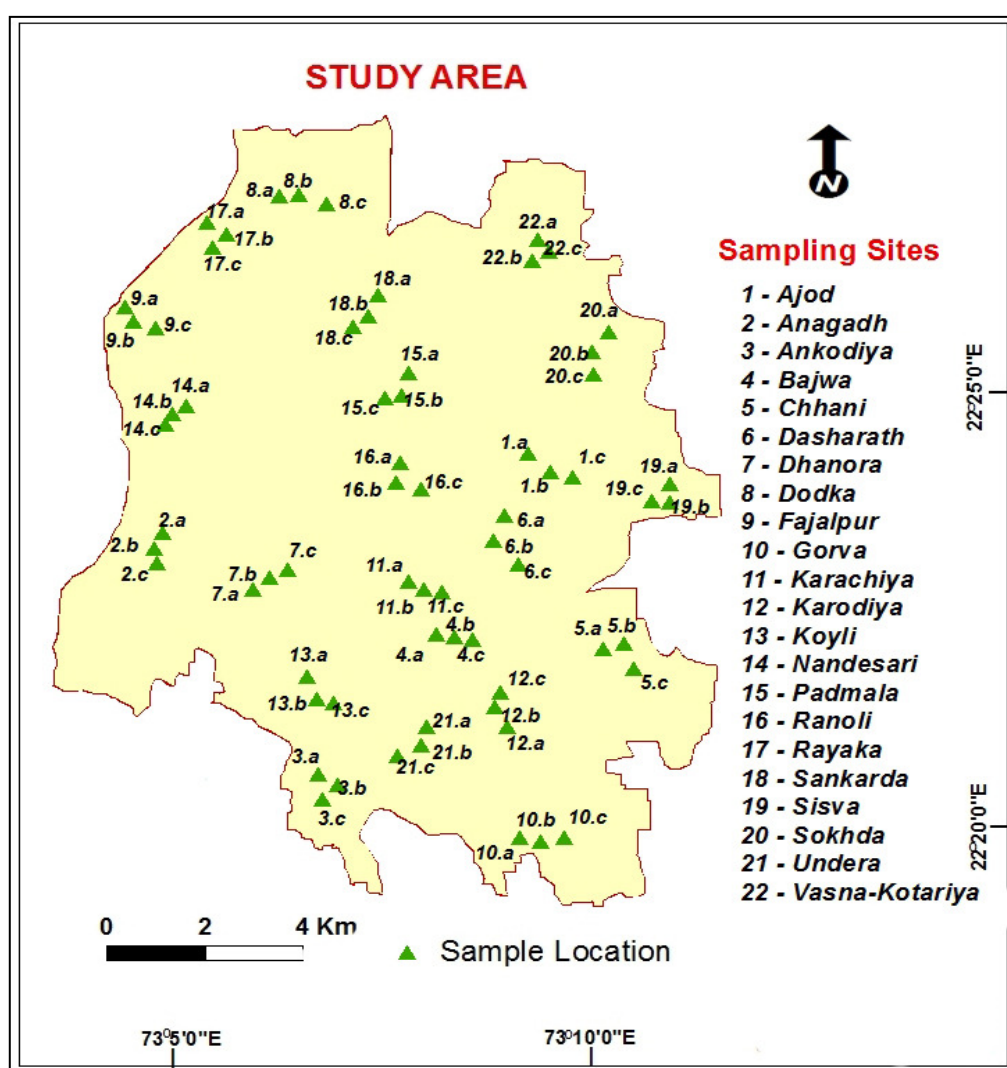 STUDY AREA
N
8.a 8.b 8.c
17.a
17.b
17.c
22.a
22.b 22.c
9.a
9.b 9.c
18.a
18.b
18.c
20.a
20.b
20.c
15.a
15.c 15.b
14.a
14.b
14.c
1.a
1.b 1.c
16.a
16.b 16.c
19.a
19.c 19.b
6.a
6.b
6.c
2.a
2.b
2.c
7.c
7.b
7.a
11.a
11.b 11.c
4.b
4.a 4.c
5.a 5.b
5.c
13.a
13.b 13.c
12.c
12.b
12.a
21.a
21.b
21.c
3.a
3.b
3.c
10.b 10.c
10.a
Sampling Sites
1 - Ajod
2 - Anagadh
3 - Ankodiya
4 - Bajwa
5 - Chhani
6 - Dasharath
7 - Dhanora
8 - Dodka
9 - Fajalpur
10 - Gorva
11 - Karachiya
12 - Karodiya
13 - Koyli
14 - Nandesari
15 - Padmala
16 - Ranoli
17 - Rayaka
18 - Sankarda
19 - Sisva
20 - Sokhda
21 - Undera
22 - Vasna-Kotariya
22°25'0"E
22°20'0"E
0 2 4 Km
Sample Location
73°5'0"E
73°10'0"E